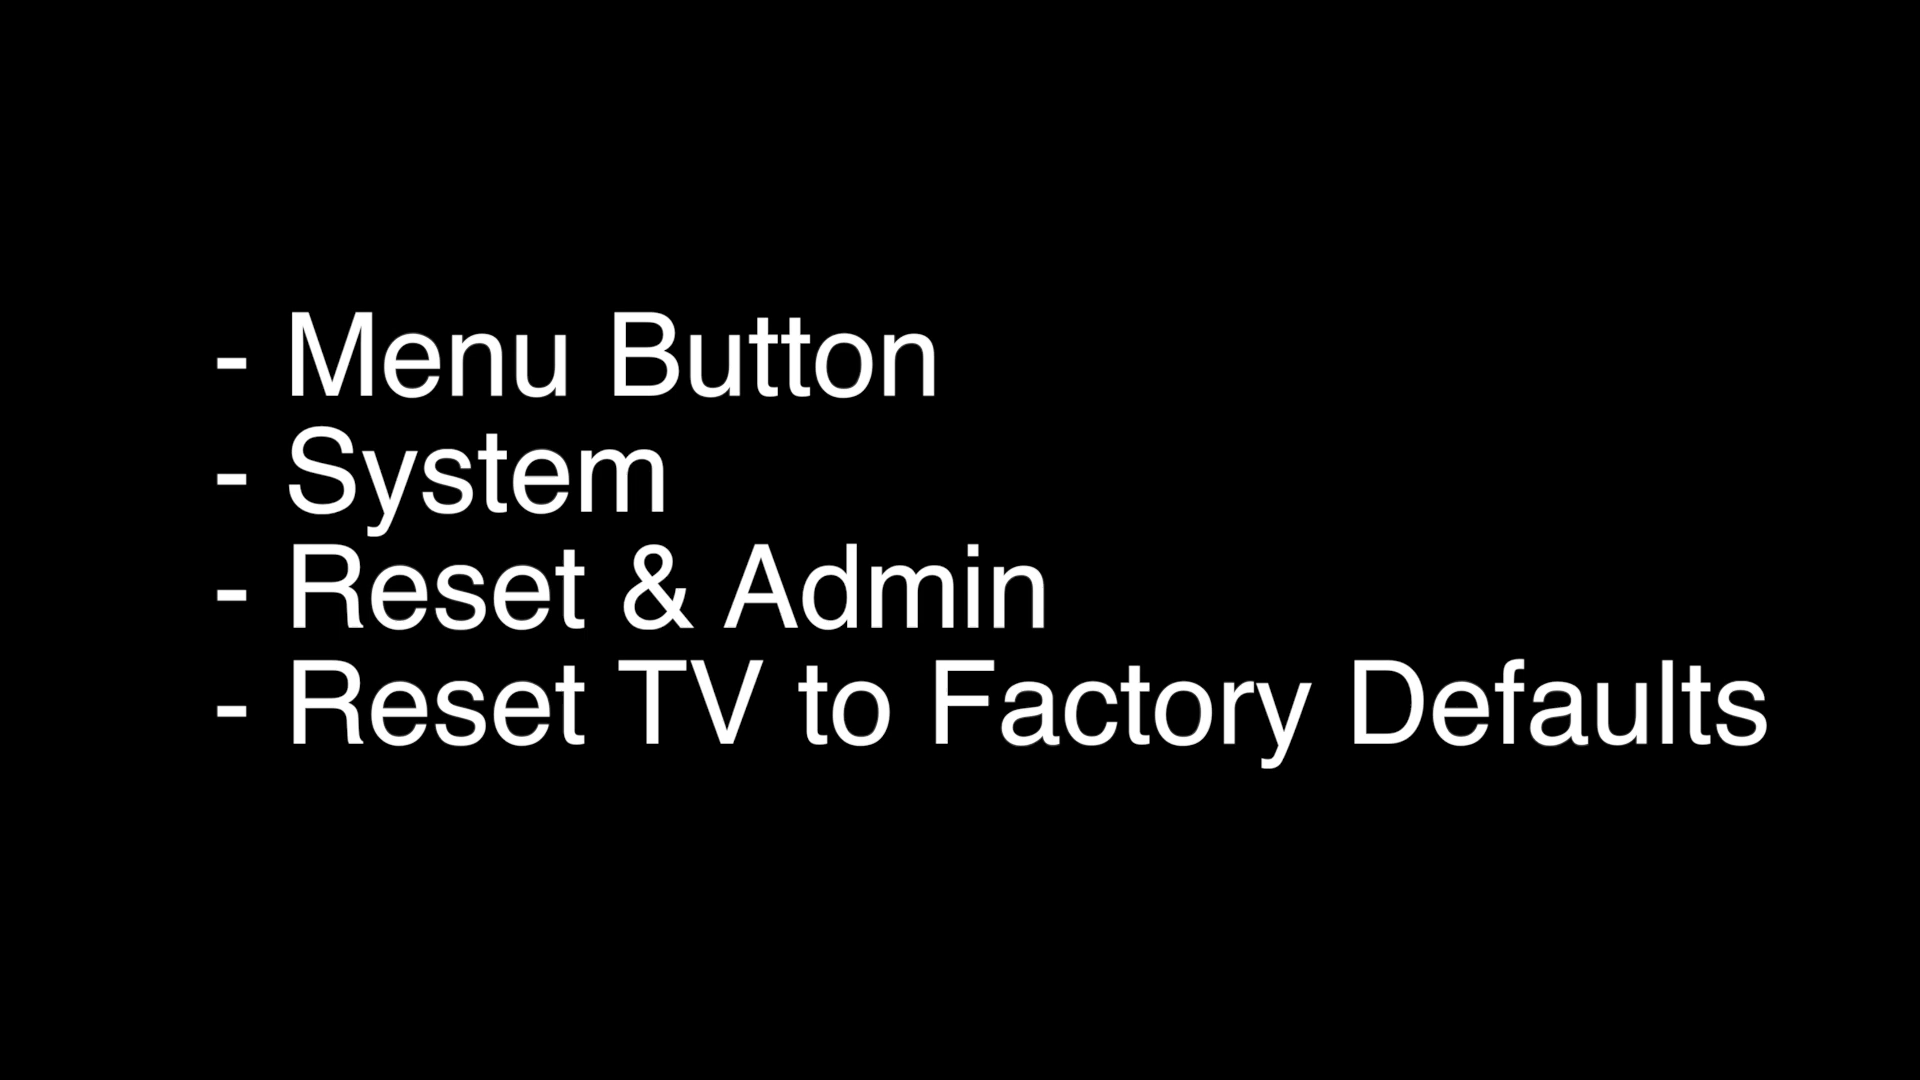 - Menu Button
- System
- Reset & Admin
- Reset TV to Factory Defaults